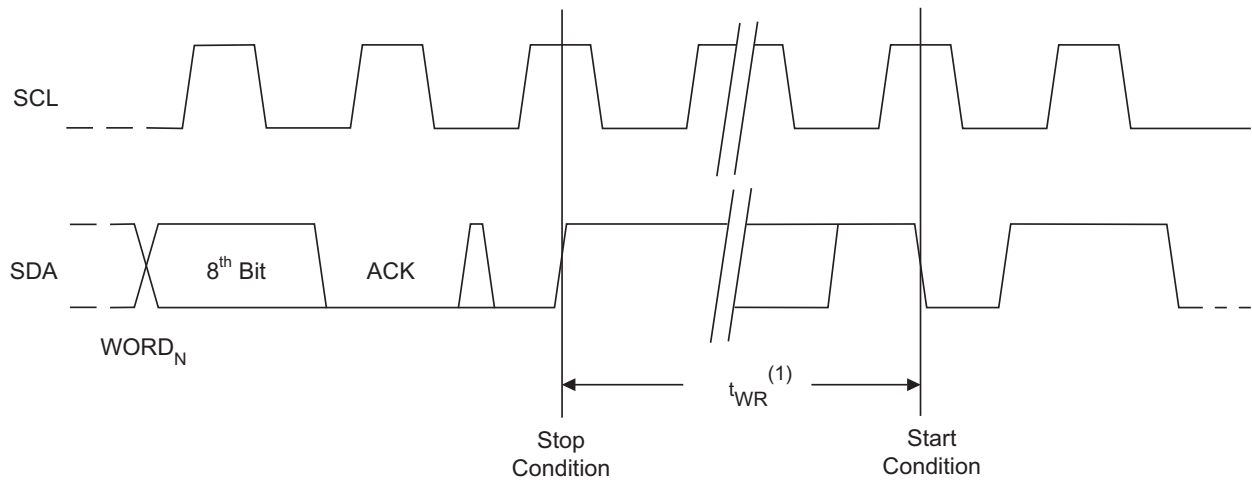 SCL
SDA
8th Bit
ACK
WORDN
tWR(1)
Stop
Condition
Start
Condition